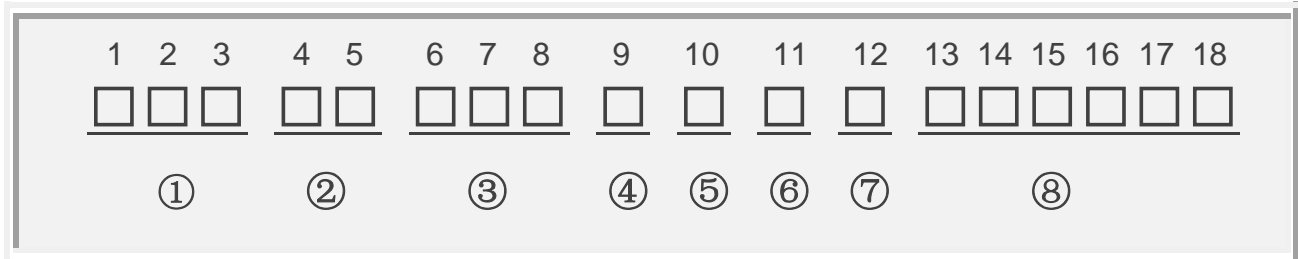 1 2 3 4 5 6 7 8 9 10 11 12 13 14 15 16 17 18
□□□ □□ □□□ □ □ □ □ □□□□□□
① ② ③ ④ ⑤ ⑥ ⑦ ⑧